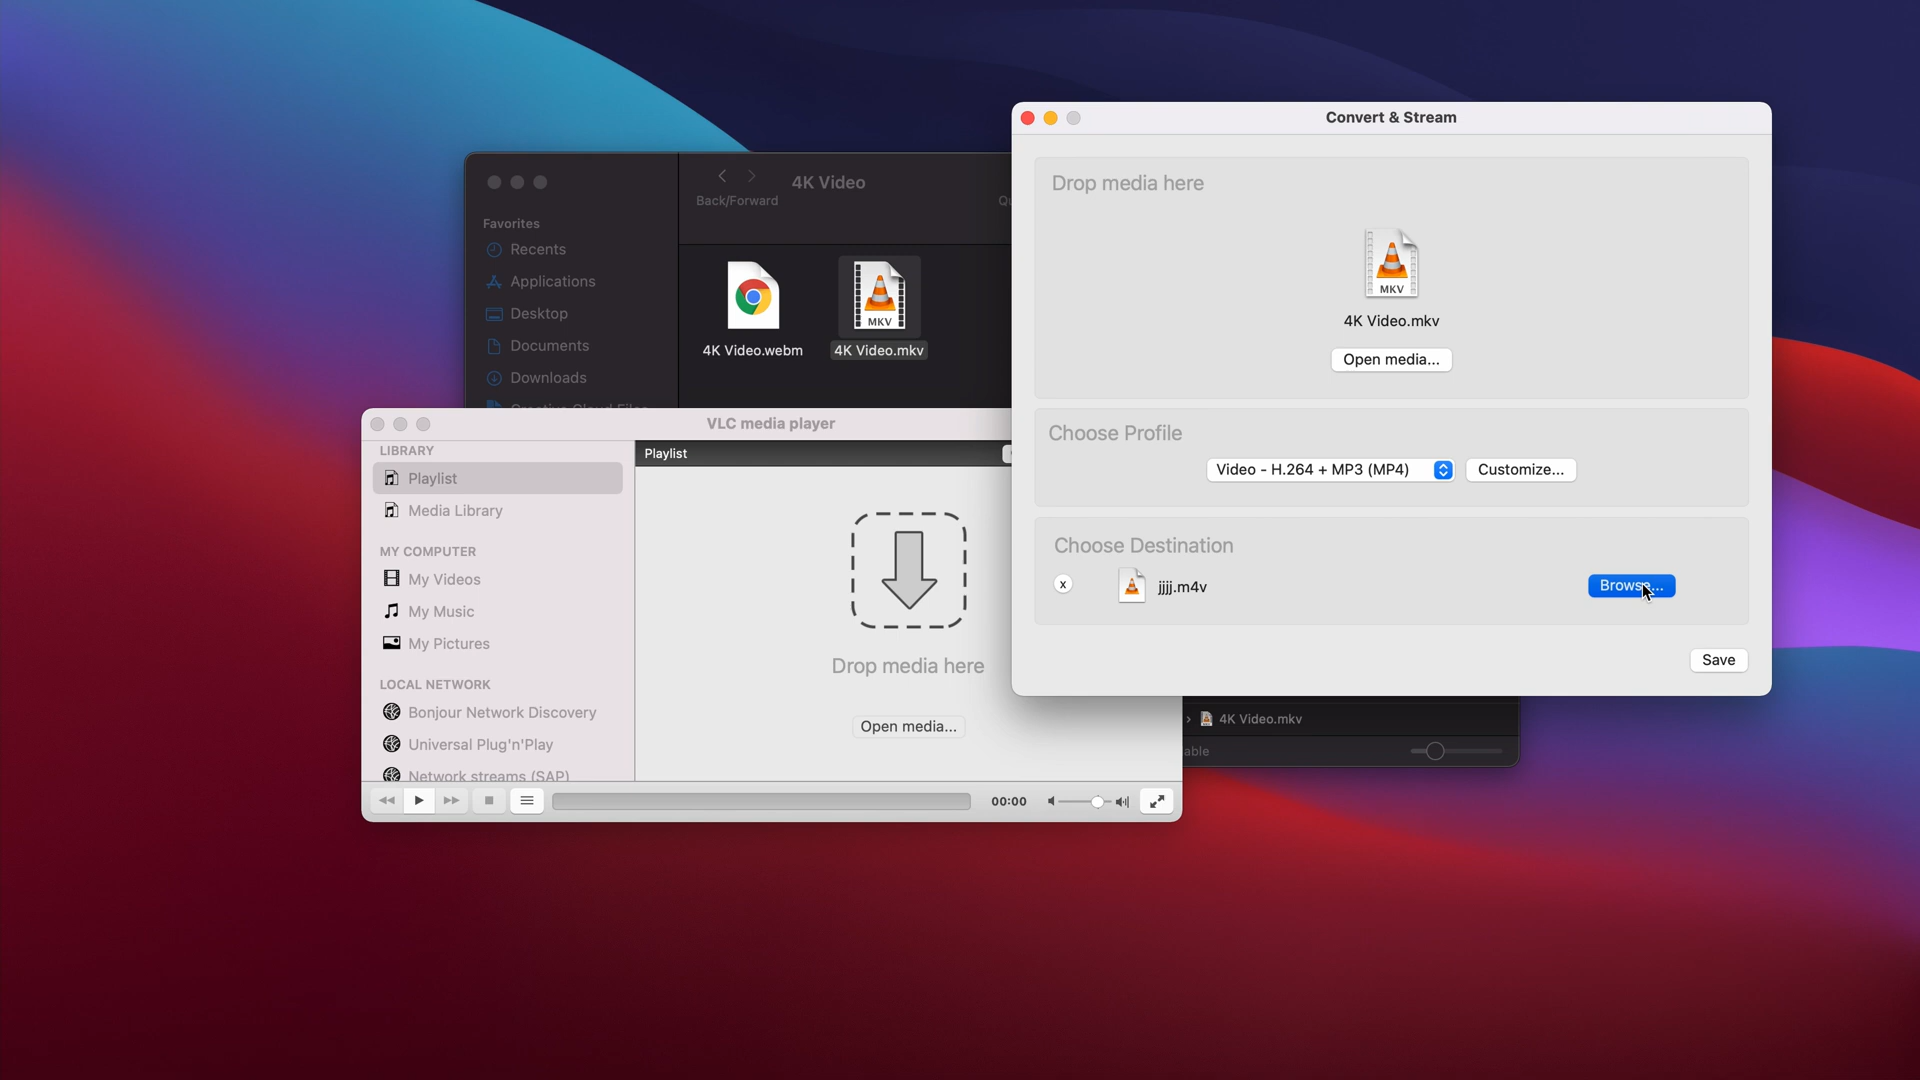 4K Video
Back/Forward
Favorites
Recents
Applications
Desktop
Documents
Downloads
4K Video.webm
MKV
4K Video.mkv
VLC media player
LIBRARY
Playlist
Media Library
MY COMPUTER
My Videos
My Music
My Pictures
LOCAL NETWORK
Bonjour Network Discovery
Universal Plug'n'Play
Network streams (SAP)
Playlist
Drop media here
Open media...
00:00
Convert & Stream
Drop media here
MKV
4K Video.mkv
Open media...
Choose Profile
Video - H.264 + MP3 (MP4)
Customize...
Choose Destination
x
jjjj.m4v
Save
› 4K Video.mkv